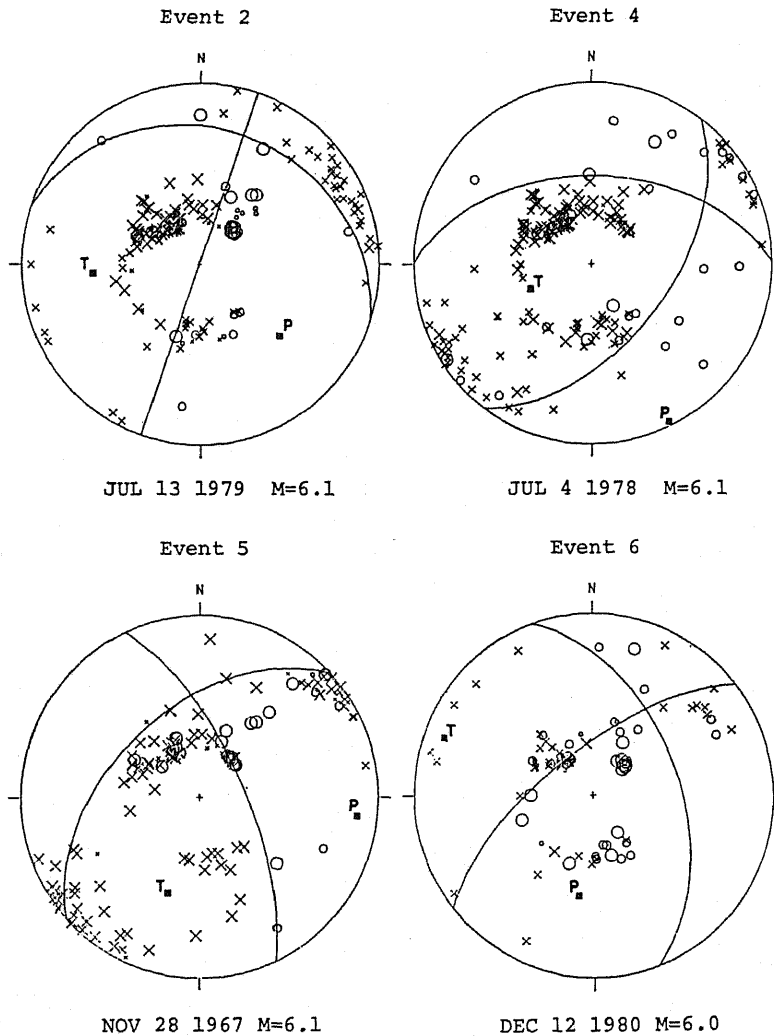 Event 2
N
T
P
JUL 13 1979 M=6.1
Event 4
N
T
P
JUL 4 1978 M=6.1
Event 5
N
T
P
NOV 28 1967 M=6.1
Event 6
N
T
P
DEC 12 1980 M=6.0